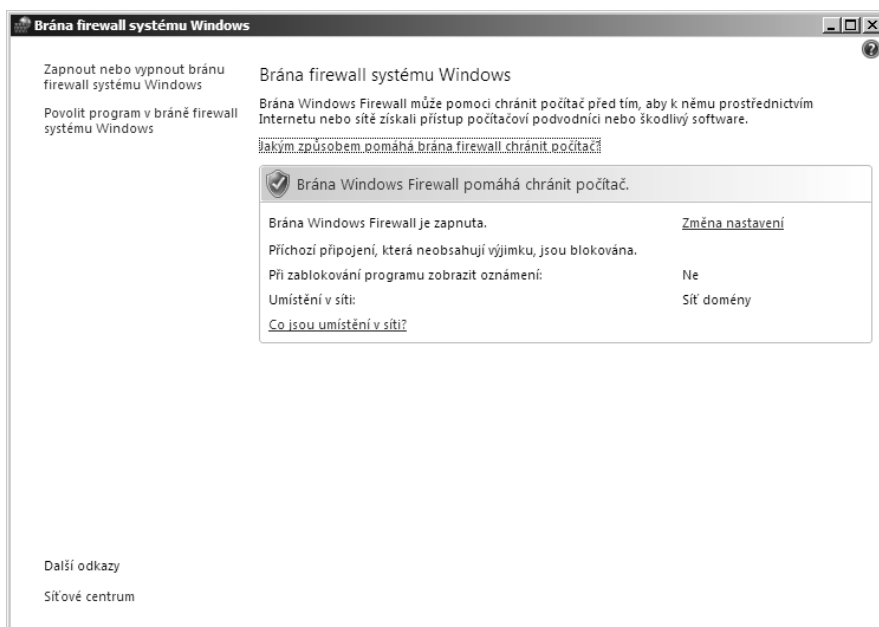 Brána firewall systému Windows
Zapnout nebo vypnout bránu
firewall systému Windows
Povolit program v bráně firewall
systému Windows
Brána firewall systému Windows
Brána Windows Firewall může pomoci chránit počítač před tím, aby k němu prostřednictvím
Internetu nebo sítě získali přístup počítačoví podvodníci nebo škodlivý software.
Jakým způsobem pomáhá brána firewall chránit počítač?
Brána Windows Firewall pomáhá chránit počítač.
Brána Windows Firewall je zapnuta. Změna nastavení
Příchozí připojení, která neobsahují výjimku, jsou blokována.
Při zablokování programu zobrazit oznámení: Ne
Umístění v síti: Síť domény
Co jsou umístění v síti?
Další odkazy
Síťové centrum